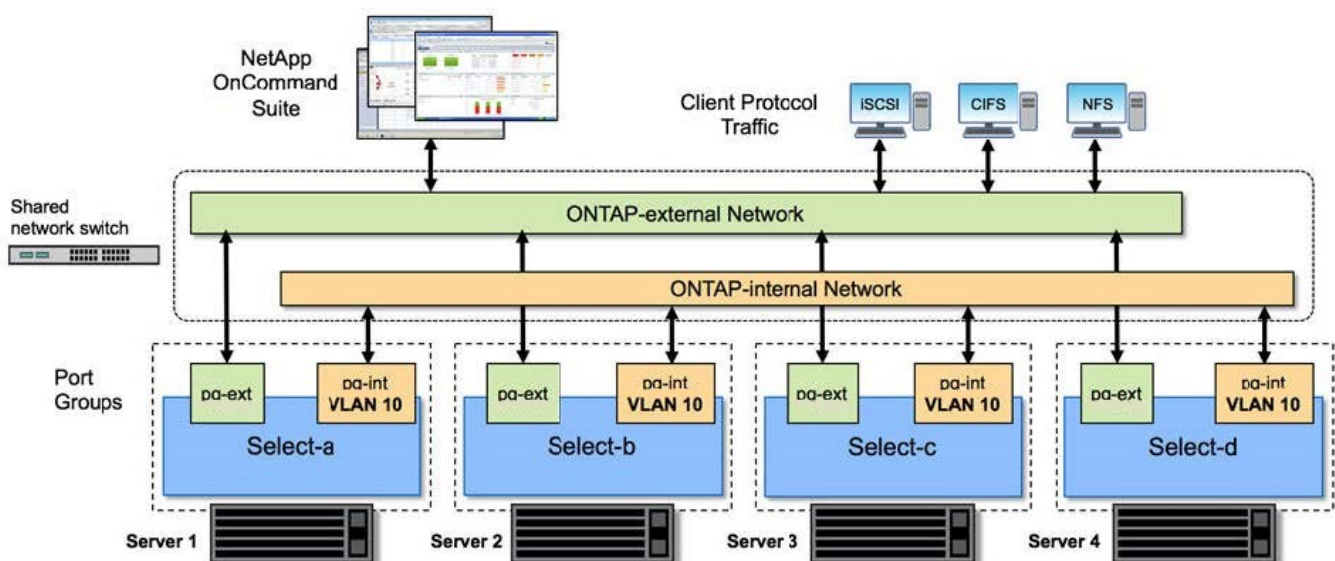 NetApp
OnCommand
Suite
Client Protocol
Traffic
iSCSI
CIFS
NFS
Shared
network switch
ONTAP-external Network
ONTAP-internal Network
Port
Groups
pg-ext
pg-int
VLAN 10
Select-a
pg-ext
pg-int
VLAN 10
Select-b
pg-ext
pg-int
VLAN 10
Select-c
pg-ext
pg-int
VLAN 10
Select-d
Server 1
Server 2
Server 3
Server 4